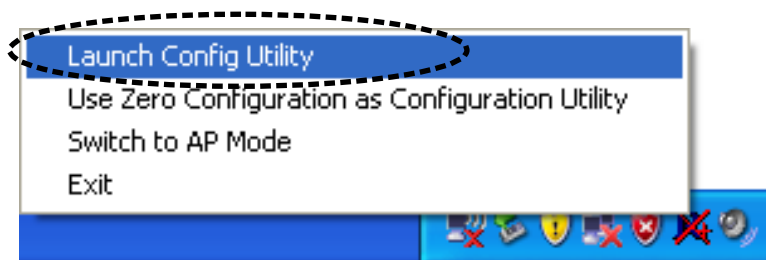 Launch Config Utility
Use Zero Configuration as Configuration Utility
Switch to AP Mode
Exit